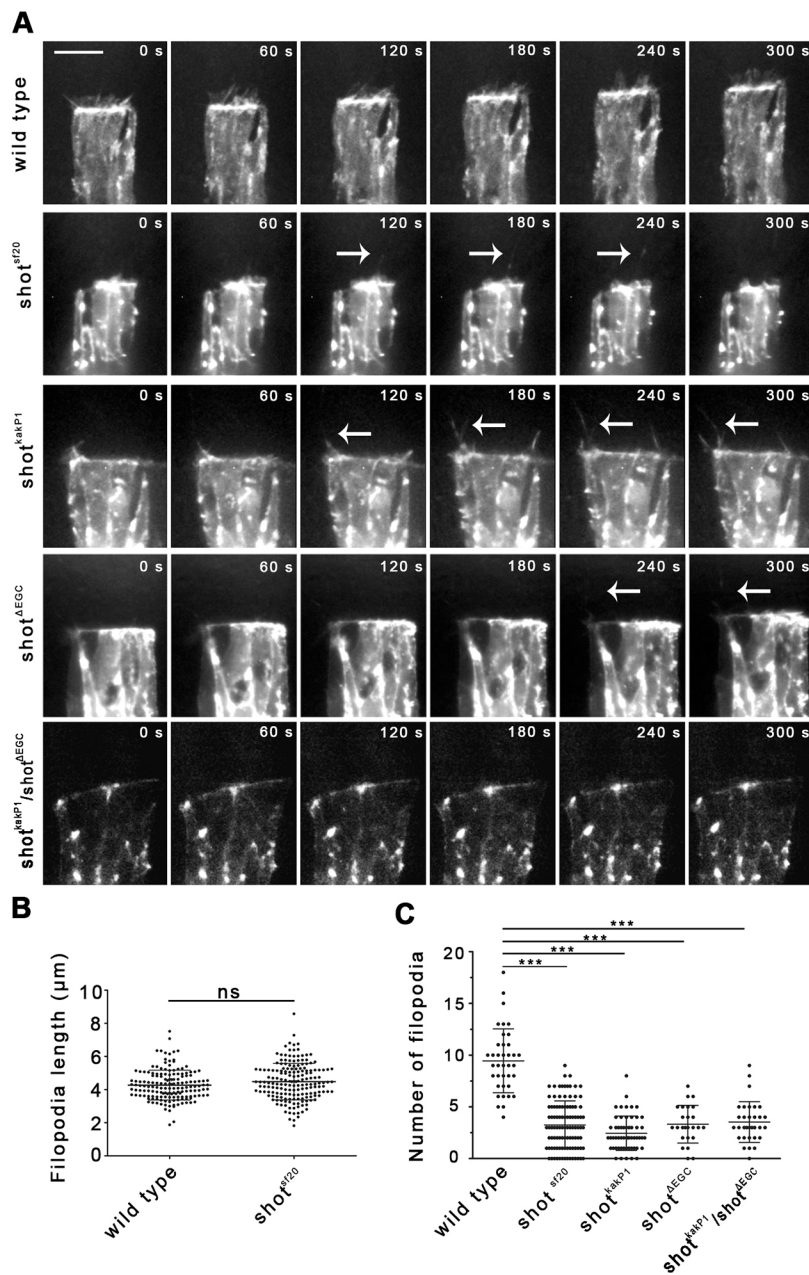 A
wild type
0 s 60 s 120 s 180 s 240 s 300 s
shot^sf20
0 s 60 s 120 s 180 s 240 s 300 s
shot^kakP1
0 s 60 s 120 s 180 s 240 s 300 s
shot^ΔEGC
0 s 60 s 120 s 180 s 240 s 300 s
shot^kakP1/shot^ΔEGC
0 s 60 s 120 s 180 s 240 s 300 s
B
Filopodia length (µm)
10
8
6
4
2
0
ns
wild type
shot^sf20
C
Number of filopodia
20
15
10
5
0
***
***
***
***
wild type
shot^sf20
shot^kakP1
shot^ΔEGC
shot^kakP1/shot^ΔEGC